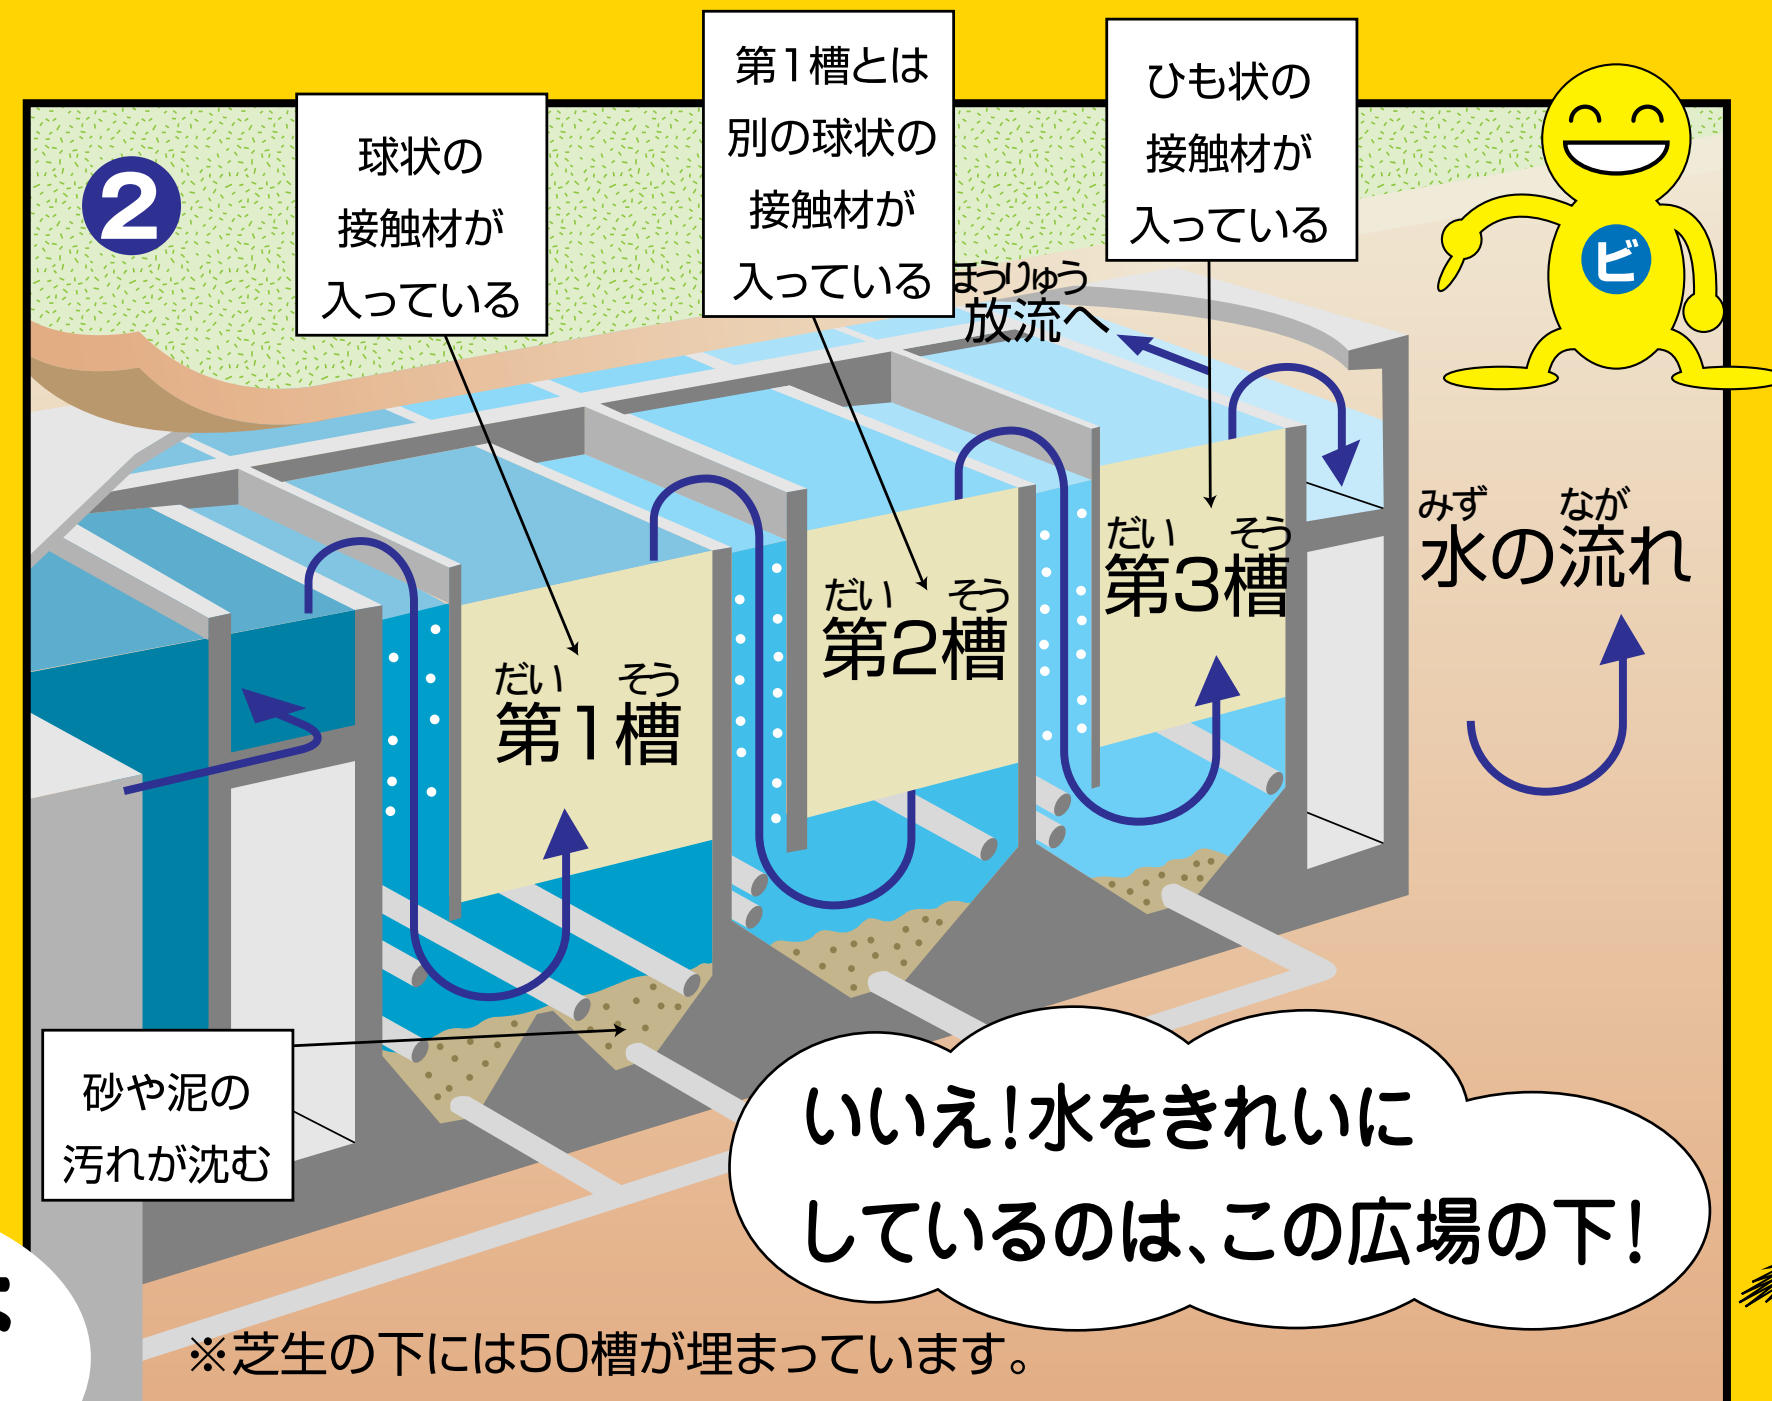 2
球状の
接触材が
入っている
第1槽とは
別の球状の
接触材が
入っている
ひも状の
接触材が
入っている
ビ
ほうりゅう
放流へ
だい そう
第1槽
だい そう
第2槽
だい そう
第3槽
みず なが
水の流れ
砂や泥の
汚れが沈む
いいえ!水をきれいに
しているのは、この広場の下!
※芝生の下には50槽が埋まっています。